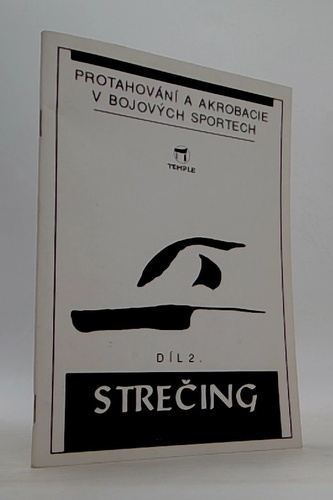 PROTAHOVÁNÍ A AKROBACIE
V BOJOVÝCH SPORTECH
TEMPLE
DÍL 2.
STREČING